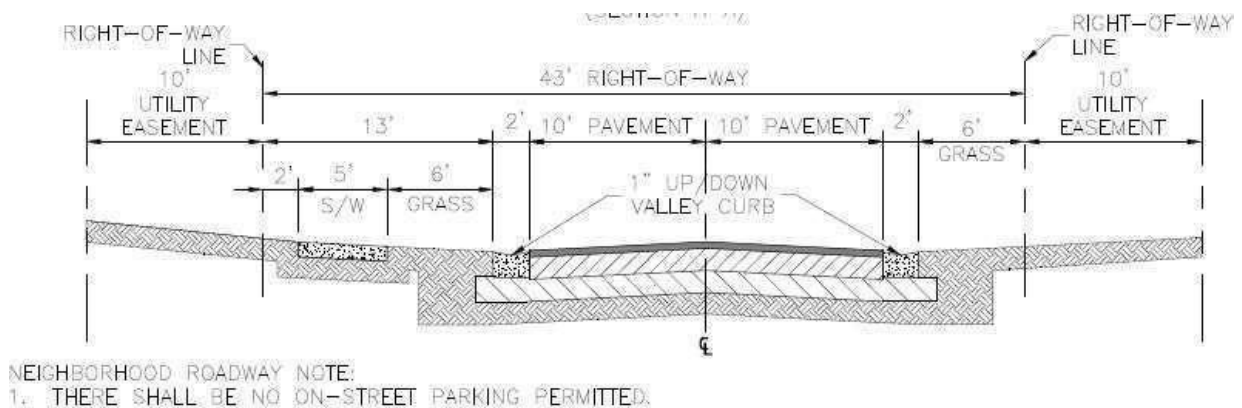 (SECTION A-A)
RIGHT-OF-WAY
LINE
RIGHT-OF-WAY
LINE
43' RIGHT-OF-WAY
10'
UTILITY
EASEMENT
10'
UTILITY
EASEMENT
13'
2'
10' PAVEMENT
10' PAVEMENT
2'
6'
GRASS
2'
5'
S/W
6'
GRASS
1" UP/DOWN
VALLEY CURB
℄
NEIGHBORHOOD ROADWAY NOTE:
1. THERE SHALL BE NO ON-STREET PARKING PERMITTED.